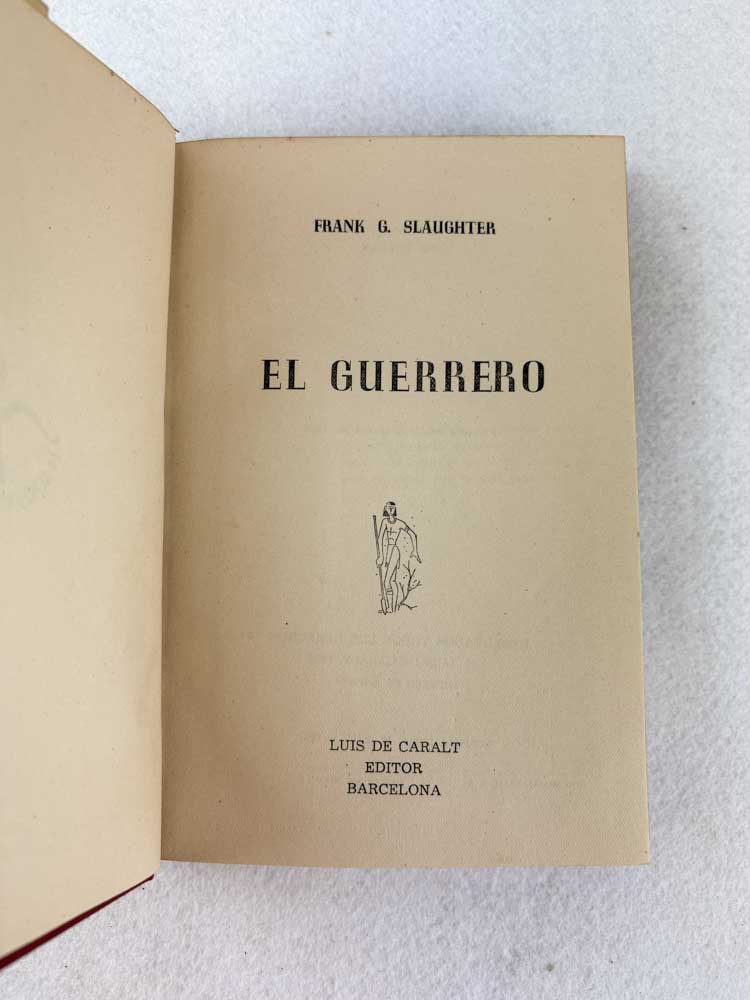 FRANK G. SLAUGHTER
EL GUERRERO
LUIS DE CARALT
EDITOR
BARCELONA